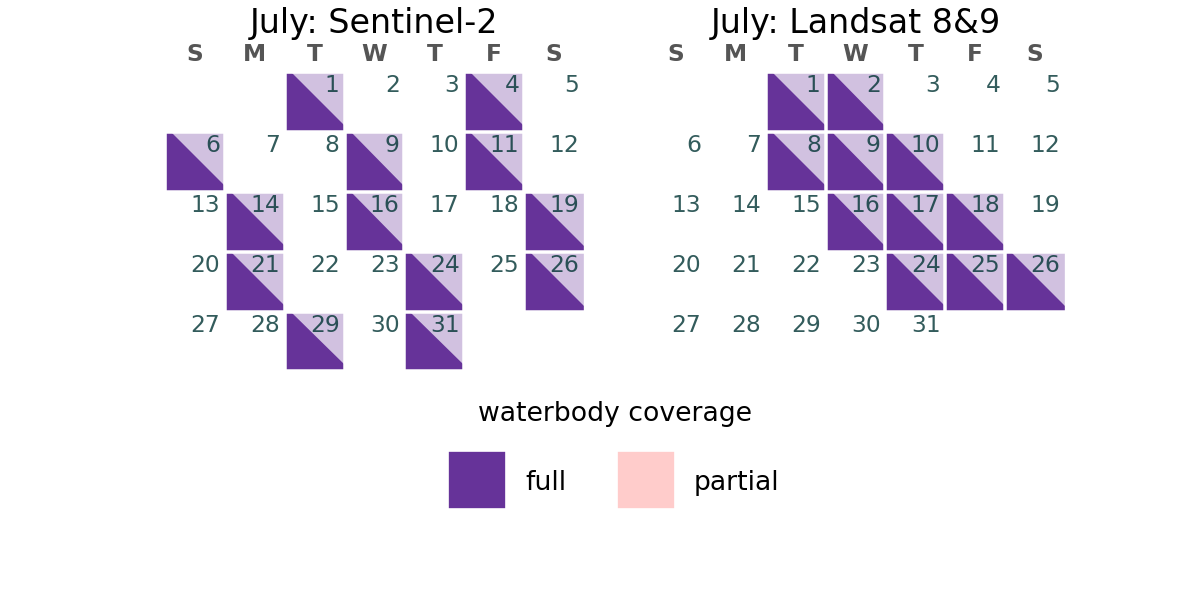 July: Sentinel-2
S M T W T F S
1 2 3 4 5
6 7 8 9 10 11 12
13 14 15 16 17 18 19
20 21 22 23 24 25 26
27 28 29 30 31
July: Landsat 8&9
S M T W T F S
1 2 3 4 5
6 7 8 9 10 11 12
13 14 15 16 17 18 19
20 21 22 23 24 25 26
27 28 29 30 31
waterbody coverage
full partial